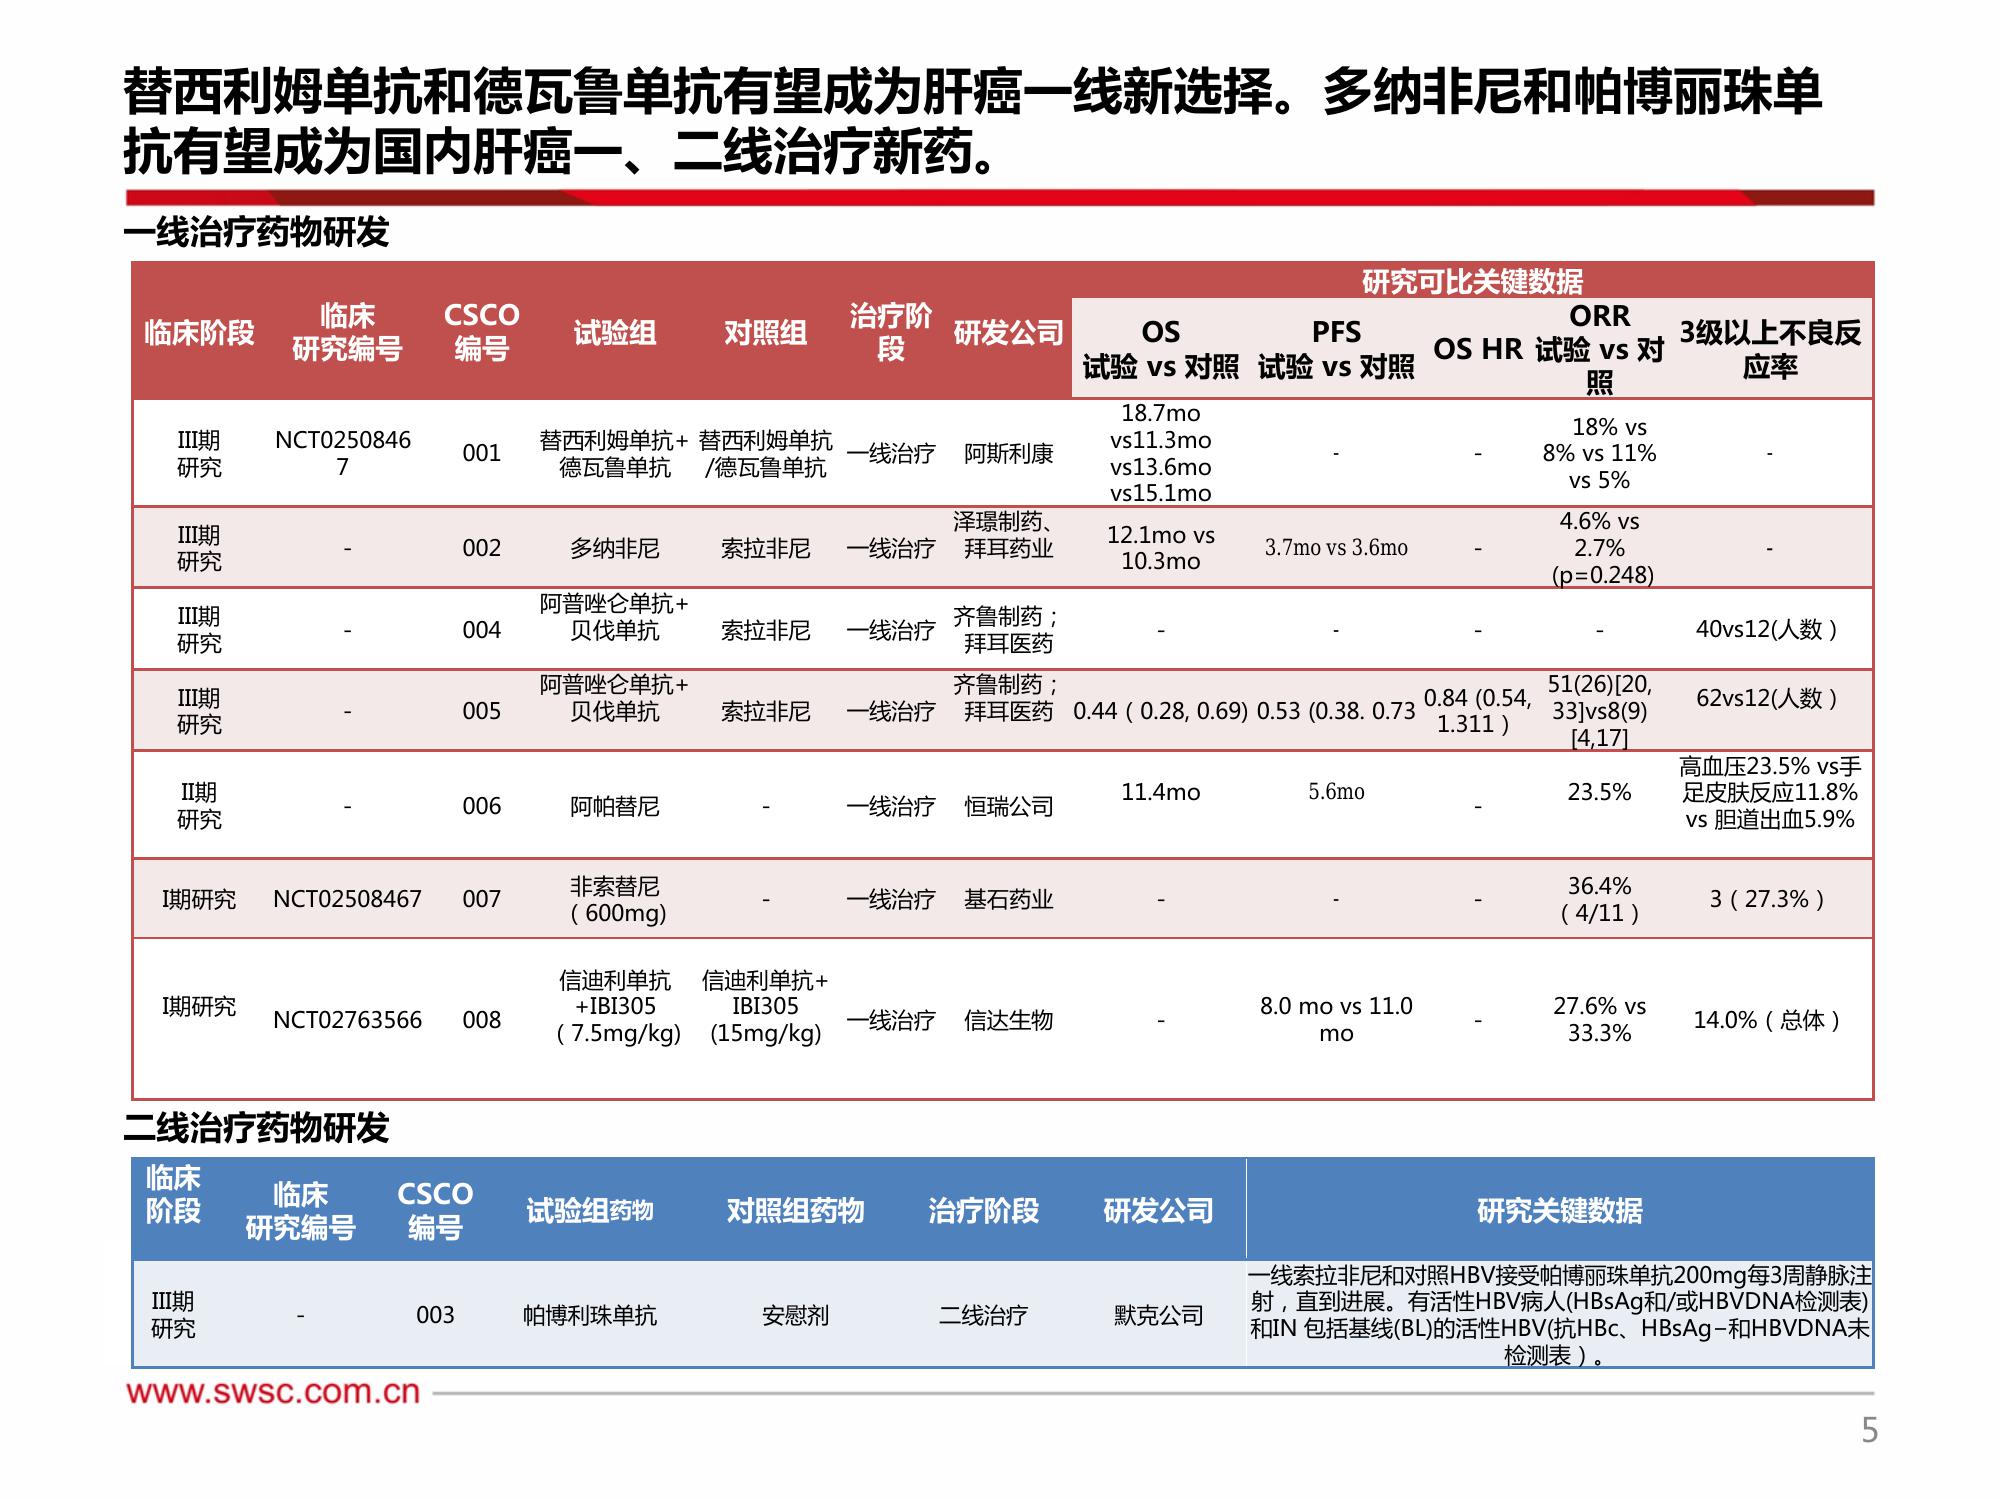 替西利姆单抗和德瓦鲁单抗有望成为肝癌一线新选择。多纳非尼和帕博丽珠单
抗有望成为国内肝癌一、二线治疗新药。
一线治疗药物研发
临床阶段
临床
研究编号
CSCO
编号
试验组
对照组
治疗阶
段
研发公司
研究可比关键数据
OS
试验 vs 对照
PFS
试验 vs 对照
OS HR
ORR
试验 vs 对
照
3级以上不良反
应率
III期
研究
NCT0250846
7
001
替西利姆单抗+
德瓦鲁单抗
替西利姆单抗
/德瓦鲁单抗
一线治疗
阿斯利康
18.7mo
vs11.3mo
vs13.6mo
vs15.1mo
-
-
18% vs
8% vs 11%
vs 5%
-
III期
研究
-
002
多纳非尼
索拉非尼
一线治疗
泽璟制药、
拜耳药业
12.1mo vs
10.3mo
3.7mo vs 3.6mo
-
4.6% vs
2.7%
(p=0.248)
-
III期
研究
-
004
阿普唑仑单抗+
贝伐单抗
索拉非尼
一线治疗
齐鲁制药；
拜耳医药
-
-
-
-
40vs12(人数）
III期
研究
-
005
阿普唑仑单抗+
贝伐单抗
索拉非尼
一线治疗
齐鲁制药；
拜耳医药
0.44（0.28, 0.69)
0.53 (0.38. 0.73
0.84 (0.54,
1.311）
51(26)[20,
33]vs8(9)
[4,17]
62vs12(人数）
II期
研究
-
006
阿帕替尼
-
一线治疗
恒瑞公司
11.4mo
5.6mo
-
23.5%
高血压23.5% vs手
足皮肤反应11.8%
vs 胆道出血5.9%
I期研究
NCT02508467
007
非索替尼
（600mg)
-
一线治疗
基石药业
-
-
-
36.4%
（4/11）
3（27.3%）
I期研究
NCT02763566
008
信迪利单抗
+IBI305
（7.5mg/kg)
信迪利单抗+
IBI305
(15mg/kg)
一线治疗
信达生物
-
8.0 mo vs 11.0
mo
-
27.6% vs
33.3%
14.0%（总体）
二线治疗药物研发
临床
阶段
临床
研究编号
CSCO
编号
试验组药物
对照组药物
治疗阶段
研发公司
研究关键数据
III期
研究
-
003
帕博利珠单抗
安慰剂
二线治疗
默克公司
一线索拉非尼和对照HBV接受帕博丽珠单抗200mg每3周静脉注
射，直到进展。有活性HBV病人(HBsAg和/或HBVDNA检测表)
和IN 包括基线(BL)的活性HBV(抗HBc、HBsAg−和HBVDNA未
检测表）。
www.swsc.com.cn
5